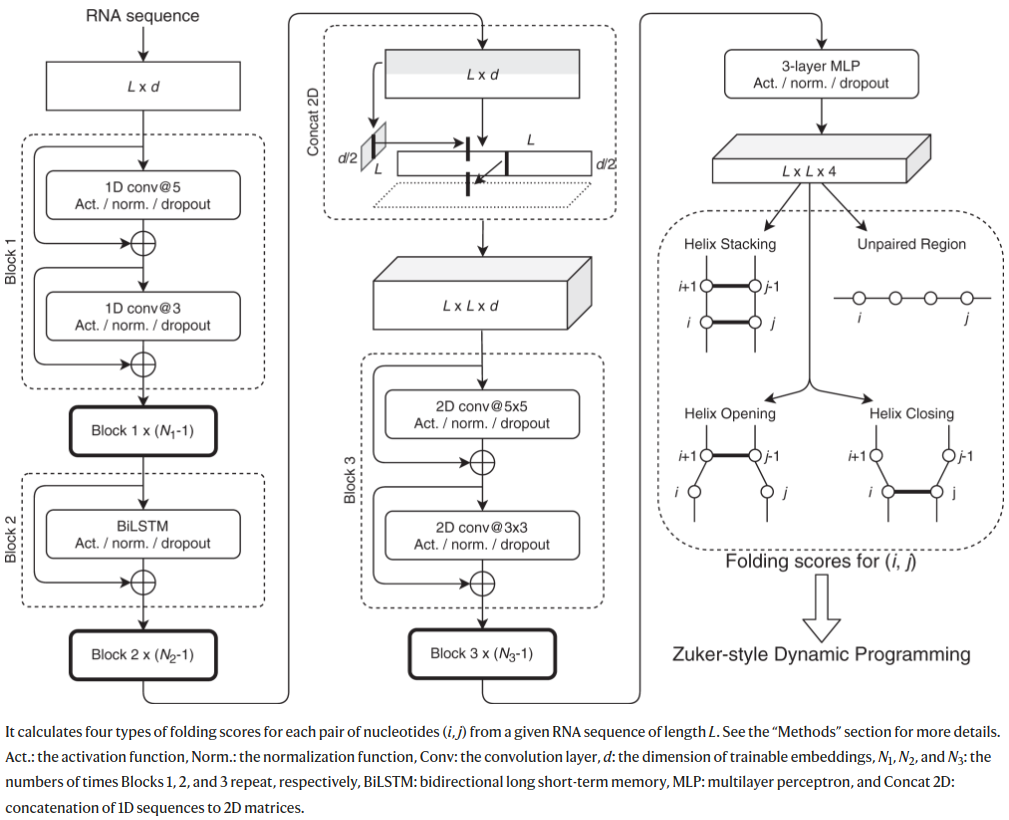 RNA sequence
L x d
Block 1
1D conv@5
Act. / norm. / dropout
1D conv@3
Act. / norm. / dropout
Block 1 x (N₁-1)
Block 2
BiLSTM
Act. / norm. / dropout
Block 2 x (N₂-1)
Concat 2D
L x d
d/2
L
L
d/2
L x L x d
Block 3
2D conv@5x5
Act. / norm. / dropout
2D conv@3x3
Act. / norm. / dropout
Block 3 x (N₃-1)
3-layer MLP
Act. / norm. / dropout
L x L x 4
Helix Stacking
i+1
j-1
i
j
Unpaired Region
i
j
Helix Opening
i+1
j-1
i
j
Helix Closing
i+1
j-1
i
j
Folding scores for (i, j)
Zuker-style Dynamic Programming
It calculates four types of folding scores for each pair of nucleotides (i, j) from a given RNA sequence of length L. See the “Methods” section for more details.
Act.: the activation function, Norm.: the normalization function, Conv: the convolution layer, d: the dimension of trainable embeddings, N₁, N₂, and N₃: the
numbers of times Blocks 1, 2, and 3 repeat, respectively, BiLSTM: bidirectional long short-term memory, MLP: multilayer perceptron, and Concat 2D:
concatenation of 1D sequences to 2D matrices.